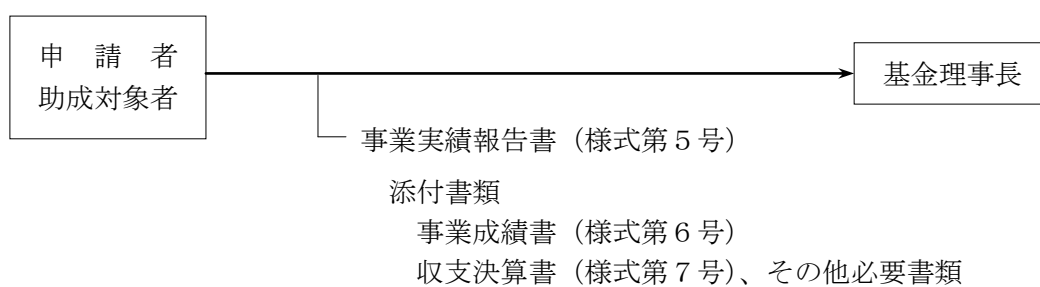 申　請　者
助成対象者
基金理事長
事業実績報告書（様式第５号）
添付書類
事業成績書（様式第６号）
収支決算書（様式第７号）、その他必要書類